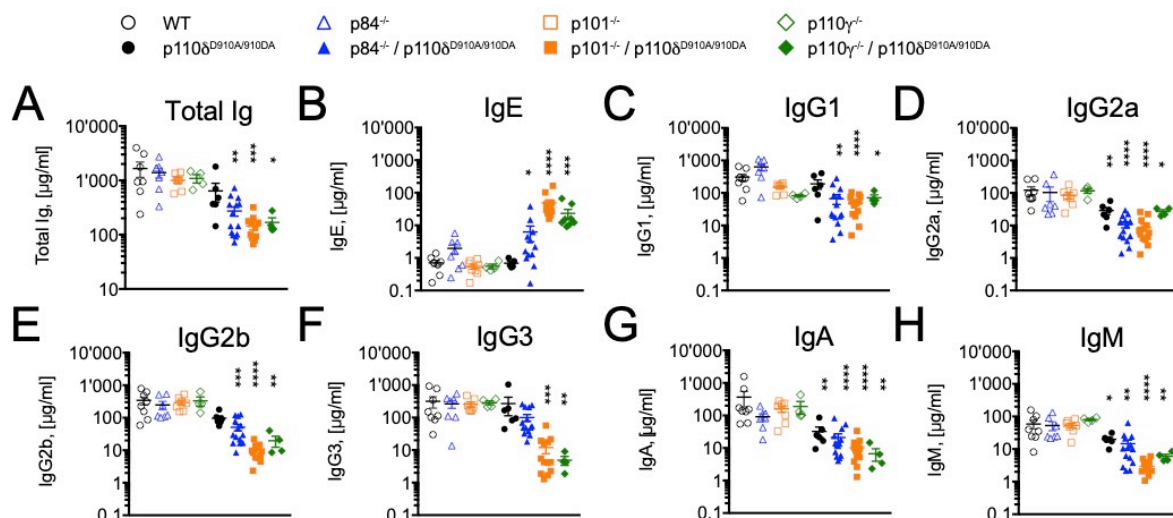 WT p84-/- p101-/- p110γ-/-
p110δD910A/910DA p84-/- / p110δD910A/910DA p101-/- / p110δD910A/910DA p110γ-/- / p110δD910A/910DA
A Total Ig
Total Ig, [µg/ml]
10'000
1'000
100
10
** *** *
B IgE
IgE, [µg/ml]
10'000
1'000
100
10
1
0.1
* **** ***
C IgG1
IgG1, [µg/ml]
10'000
1'000
100
10
1
0.1
** **** *
D IgG2a
IgG2a, [µg/ml]
10'000
1'000
100
10
1
0.1
** **** **** *
E IgG2b
IgG2b, [µg/ml]
10'000
1'000
100
10
1
0.1
*** **** **
F IgG3
IgG3, [µg/ml]
10'000
1'000
100
10
1
0.1
*** **
G IgA
IgA, [µg/ml]
10'000
1'000
100
10
1
0.1
** **** **** **
H IgM
IgM, [µg/ml]
10'000
1'000
100
10
1
0.1
* ** **** **